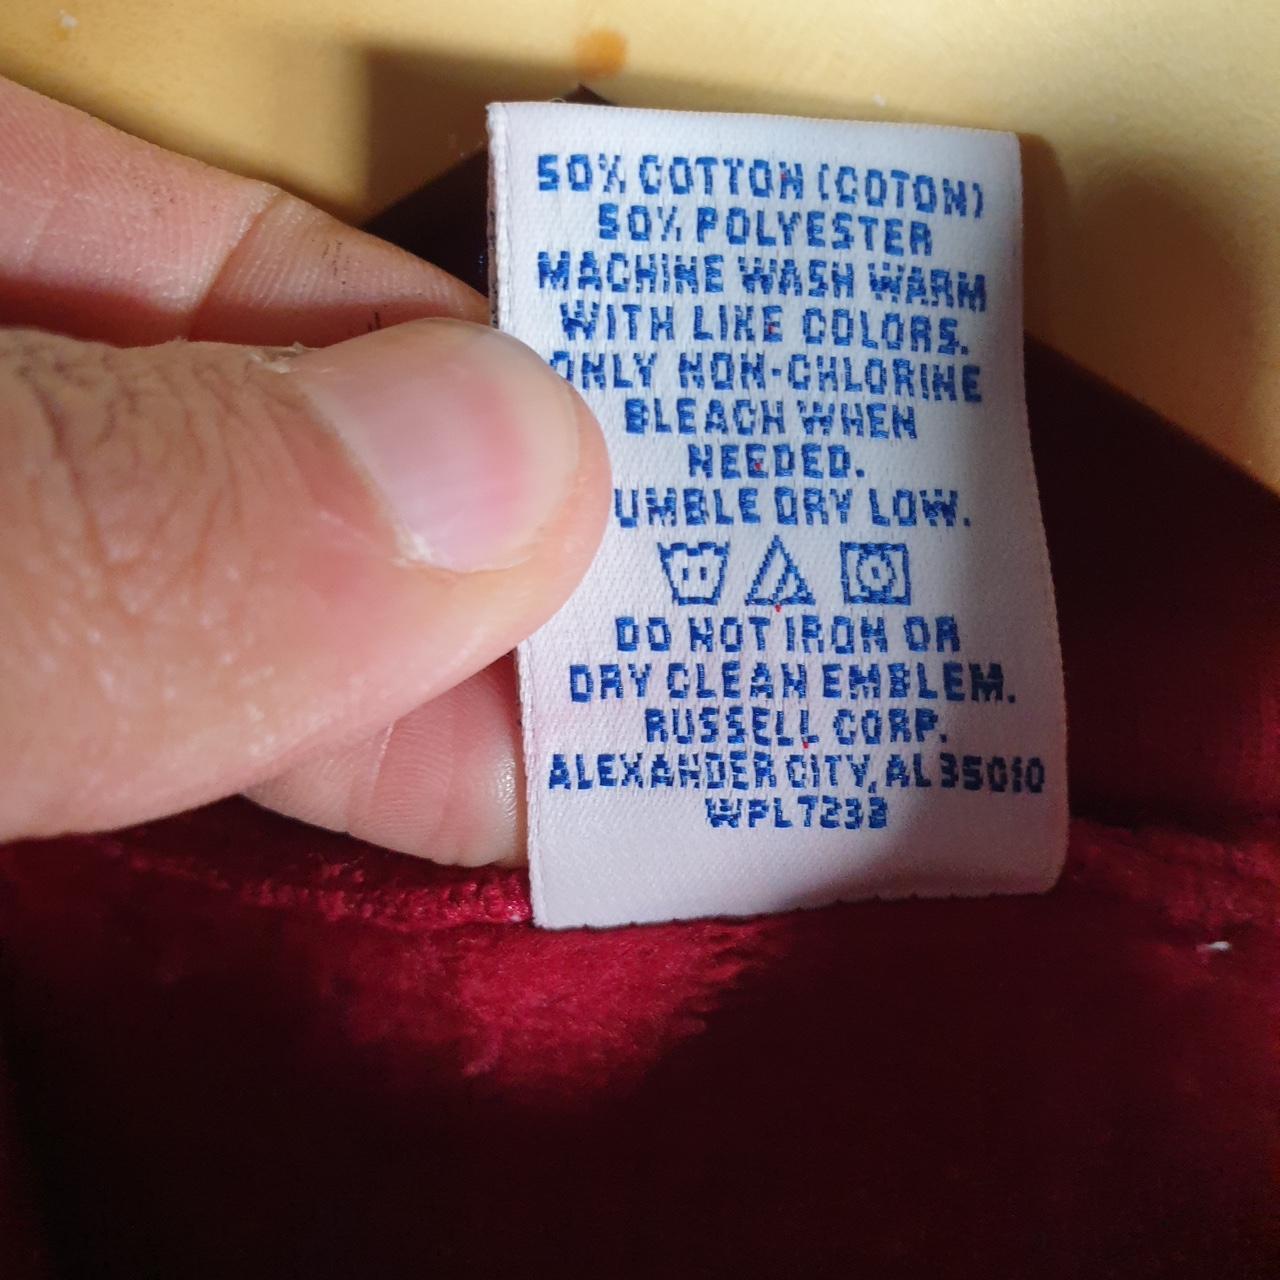 50% COTTON (COTON)
50% POLYESTER
MACHINE WASH WARM
WITH LIKE COLORS.
ONLY NON-CHLORINE
BLEACH WHEN
NEEDED.
UMBLE DRY LOW.
DO NOT IRON OR
DRY CLEAN EMBLEM.
RUSSELL CORP.
ALEXANDER CITY, AL 35010
WPL 7233